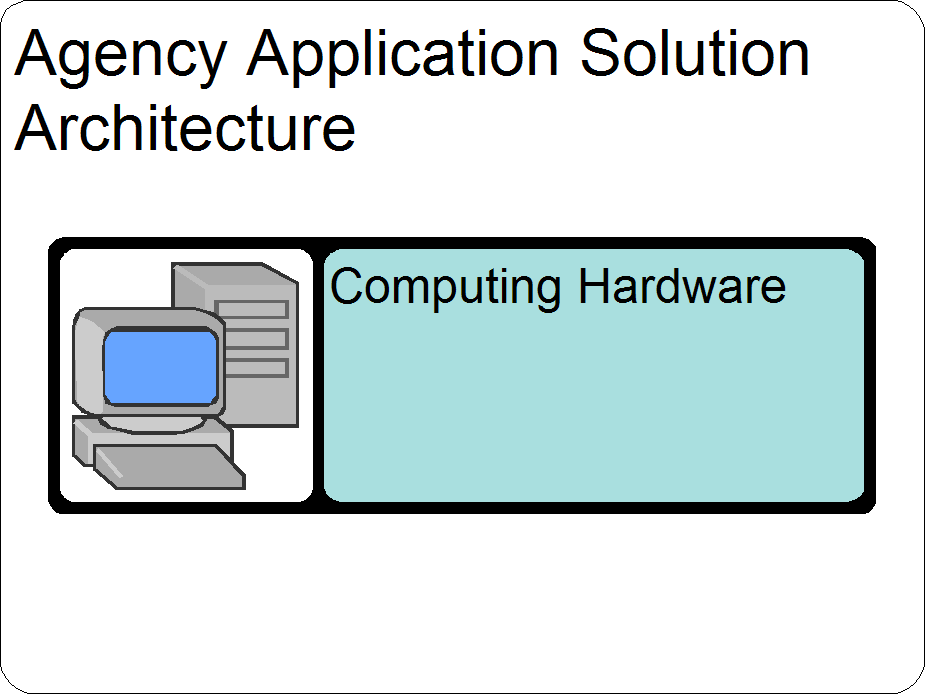 Agency Application Solution
Architecture
Computing Hardware